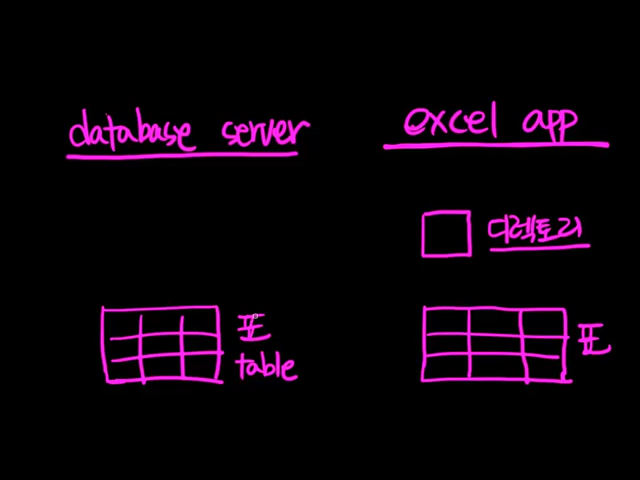 database server
excel app
디렉토리
표
table
표